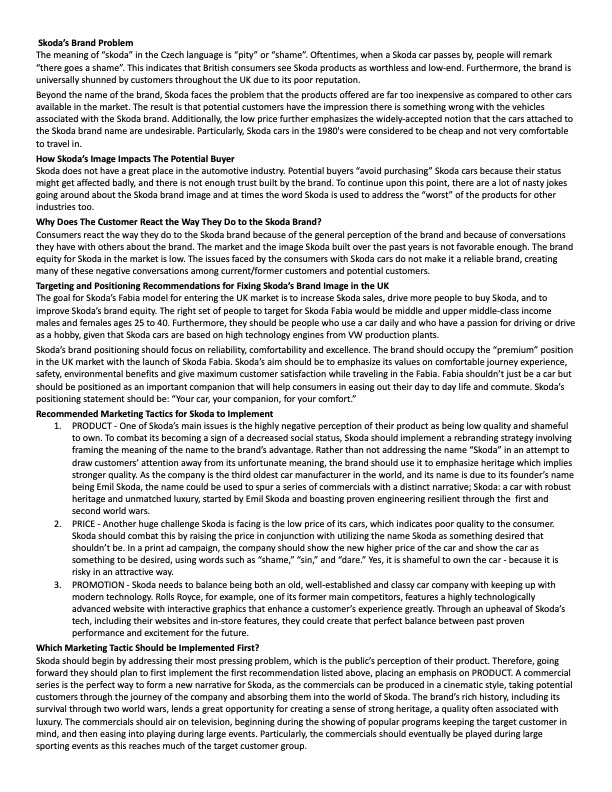 Skoda's Brand Problem
The meaning of "skoda" in the Czech language is "pity" or "shame". Oftentimes, when a Skoda car passes by, people will remark
"there goes a shame". This indicates that British consumers see Skoda products as worthless and low-end. Furthermore, the brand is
universally shunned by customers throughout the UK due to its poor reputation.
Beyond the name of the brand, Skoda faces the problem that the products offered are far too inexpensive as compared to other cars
available in the market. The result is that potential customers have the impression there is something wrong with the vehicles
associated with the Skoda brand. Additionally, the low price further emphasizes the widely-accepted notion that the cars attached to
the Skoda brand name are undesirable. Particularly, Skoda cars in the 1980's were considered to be cheap and not very comfortable
to travel in.
How Skoda's Image Impacts The Potential Buyer
Skoda does not have a great place in the automotive industry. Potential buyers "avoid purchasing" Skoda cars because their status
might get affected badly, and there is not enough trust built by the brand. To continue upon this point, there are a lot of nasty jokes
going around about the Skoda brand image and at times the word Skoda is used to address the "worst" of the products for other
industries too.
Why Does The Customer React the Way They Do to the Skoda Brand?
Consumers react the way they do to the Skoda brand because of the general perception of the brand and because of conversations
they have with others about the brand. The market and the image Skoda built over the past years is not favorable enough. The brand
equity for Skoda in the market is low. The issues faced by the consumers with Skoda cars do not make it a reliable brand, creating
many of these negative conversations among current/former customers and potential customers.
Targeting and Positioning Recommendations for Fixing Skoda's Brand Image in the UK
The goal for Skoda's Fabia model for entering the UK market is to increase Skoda sales, drive more people to buy Skoda, and to
improve Skoda's brand equity. The right set of people to target for Skoda Fabia would be middle and upper middle-class income
males and females ages 25 to 40. Furthermore, they should be people who use a car daily and who have a passion for driving or drive
as a hobby, given that Skoda cars are based on high technology engines from VW production plants.
Skoda's brand positioning should focus on reliability, comfortability and excellence. The brand should occupy the "premium" position
in the UK market with the launch of Skoda Fabia. Skoda's aim should be to emphasize its values on comfortable journey experience,
safety, environmental benefits and give maximum customer satisfaction while traveling in the Fabia. Fabia shouldn't just be a car but
should be positioned as an important companion that will help consumers in easing out their day to day life and commute. Skoda's
positioning statement should be: "Your car, your companion, for your comfort."
Recommended Marketing Tactics for Skoda to Implement
1. PRODUCT - One of Skoda's main issues is the highly negative perception of their product as being low quality and shameful
to own. To combat its becoming a sign of a decreased social status, Skoda should implement a rebranding strategy involving
framing the meaning of the name to the brand's advantage. Rather than not addressing the name "Skoda" in an attempt to
draw customers' attention away from its unfortunate meaning, the brand should use it to emphasize heritage which implies
stronger quality. As the company is the third oldest car manufacturer in the world, and its name is due to its founder's name
being Emil Skoda, the name could be used to spur a series of commercials with a distinct narrative; Skoda: a car with robust
heritage and unmatched luxury, started by Emil Skoda and boasting proven engineering resilient through the first and
second world wars.
2. PRICE - Another huge challenge Skoda is facing is the low price of its cars, which indicates poor quality to the consumer.
Skoda should combat this by raising the price in conjunction with utilizing the name Skoda as something desired that
shouldn't be. In a print ad campaign, the company should show the new higher price of the car and show the car as
something to be desired, using words such as "shame," "sin," and "dare." Yes, it is shameful to own the car - because it is
risky in an attractive way.
3. PROMOTION - Skoda needs to balance being both an old, well-established and classy car company with keeping up with
modern technology. Rolls Royce, for example, one of its former main competitors, features a highly technologically
advanced website with interactive graphics that enhance a customer's experience greatly. Through an upheaval of Skoda's
tech, including their websites and in-store features, they could create that perfect balance between past proven
performance and excitement for the future.
Which Marketing Tactic Should be Implemented First?
Skoda should begin by addressing their most pressing problem, which is the public's perception of their product. Therefore, going
forward they should plan to first implement the first recommendation listed above, placing an emphasis on PRODUCT. A commercial
series is the perfect way to form a new narrative for Skoda, as the commercials can be produced in a cinematic style, taking potential
customers through the journey of the company and absorbing them into the world of Skoda. The brand's rich history, including its
survival through two world wars, lends a great opportunity for creating a sense of strong heritage, a quality often associated with
luxury. The commercials should air on television, beginning during the showing of popular programs keeping the target customer in
mind, and then easing into playing during large events. Particularly, the commercials should eventually be played during large
sporting events as this reaches much of the target customer group.